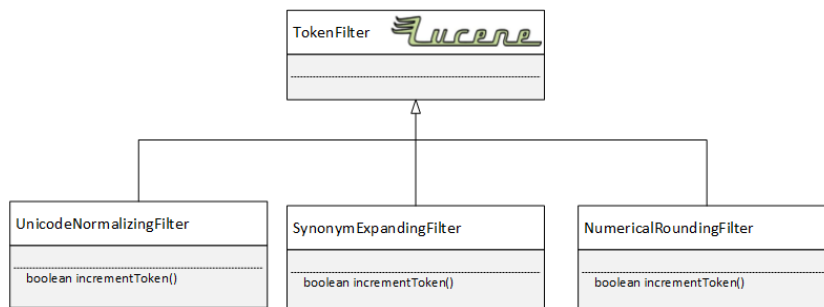 TokenFilter Lucene
UnicodeNormalizingFilter
boolean incrementToken()
SynonymExpandingFilter
boolean incrementToken()
NumericalRoundingFilter
boolean incrementToken()